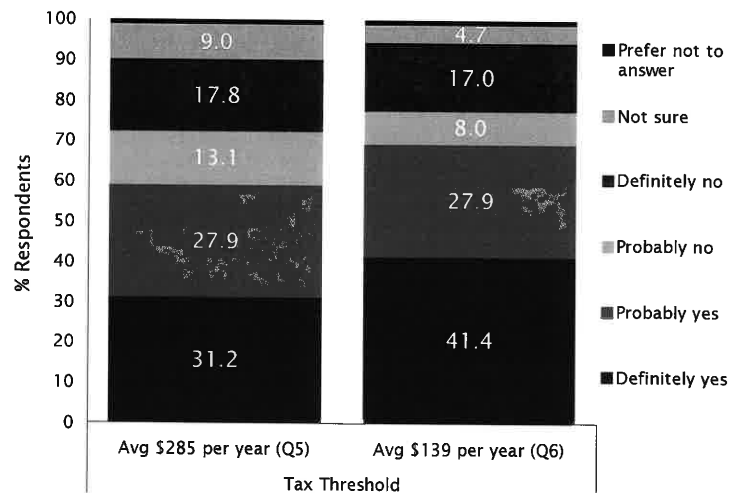 100
90
80
70
60
50
40
30
20
10
0
% Respondents
9.0
17.8
13.1
27.9
31.2
4.7
17.0
8.0
27.9
41.4
Avg $285 per year (Q5)
Avg $139 per year (Q6)
Tax Threshold
Prefer not to
answer
Not sure
Definitely no
Probably no
Probably yes
Definitely yes